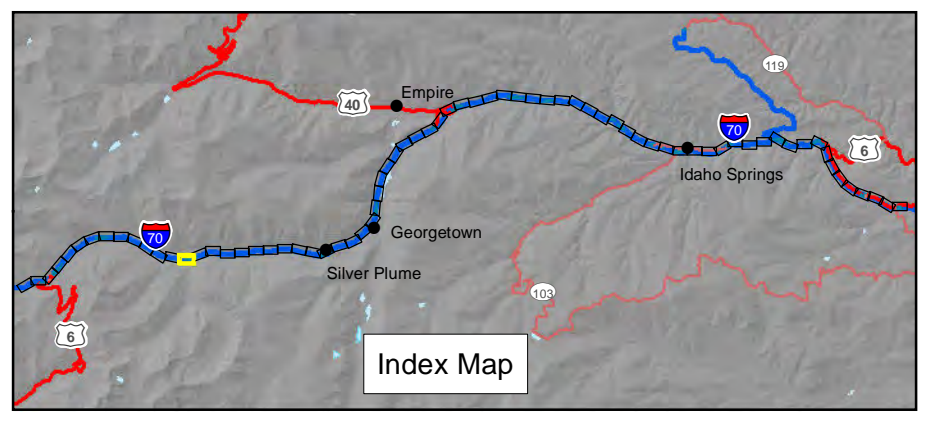 119
Empire
40
70
6
Idaho Springs
Georgetown
70
Silver Plume
103
6
Index Map